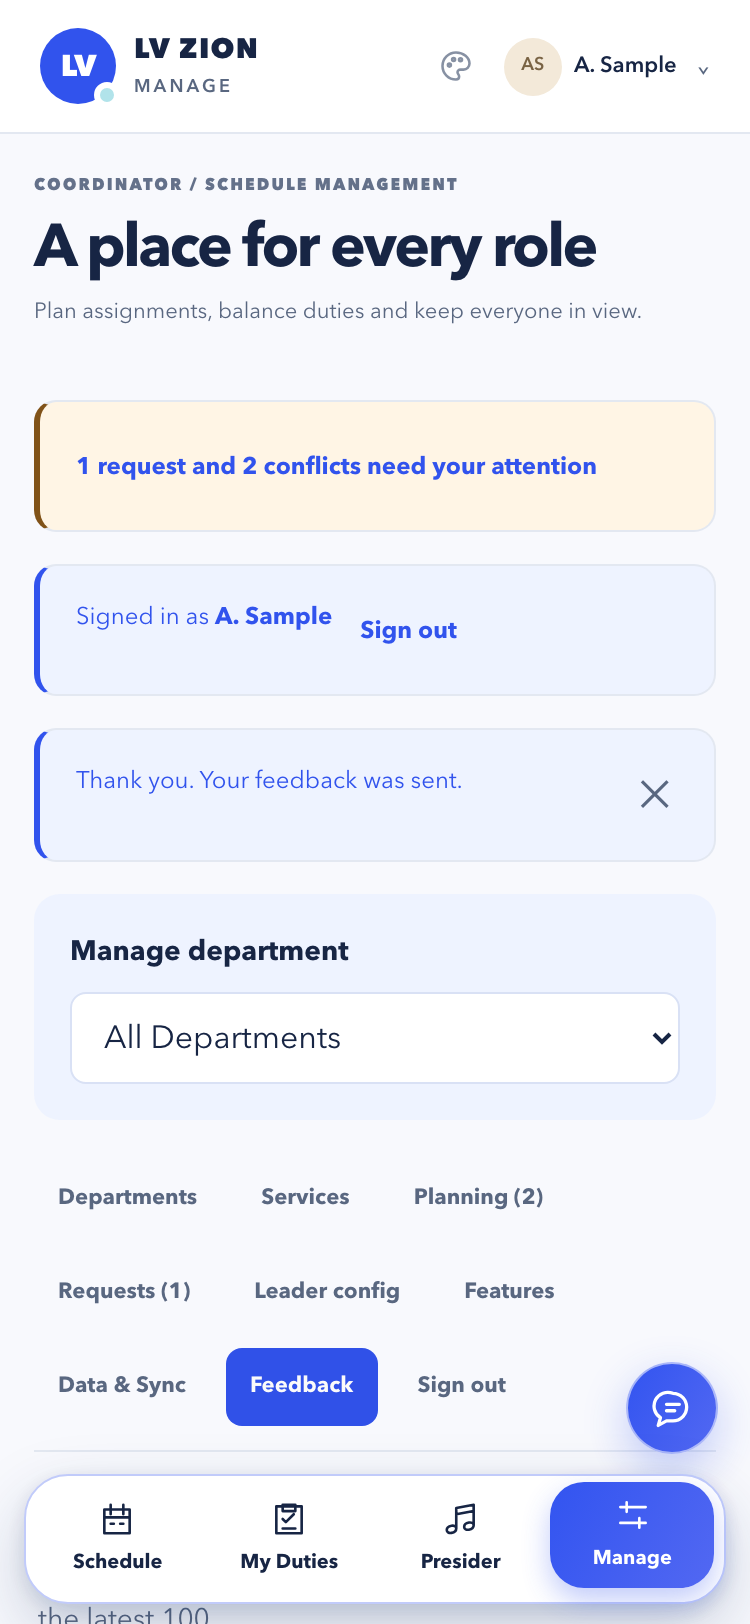 LV
LV ZION
MANAGE
AS
A. Sample
COORDINATOR / SCHEDULE MANAGEMENT
A place for every role
Plan assignments, balance duties and keep everyone in view.
1 request and 2 conflicts need your attention
Signed in as A. Sample
Sign out
Thank you. Your feedback was sent.
Manage department
All Departments
Departments Services Planning (2)
Requests (1) Leader config Features
Data & Sync Feedback Sign out
Schedule My Duties Presider Manage
the latest 100